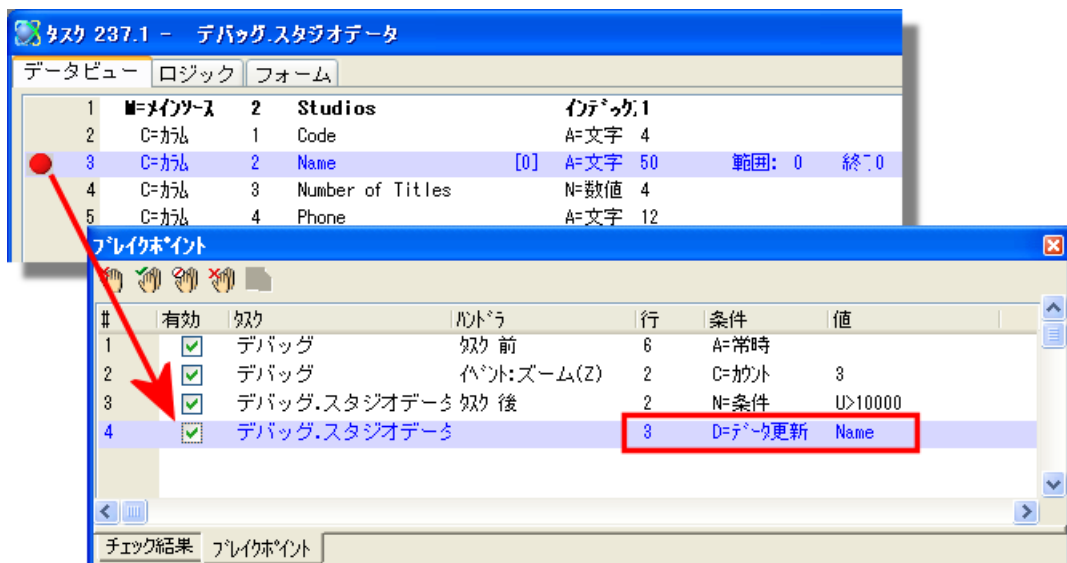 タスク 237.1 - デバッグ.スタジオデータ
データビュー ロジック フォーム
1 M=メインソース 2 Studios インデックス: 1
2 C=カラム 1 Code A=文字 4
3 C=カラム 2 Name [0] A=文字 50 範囲: 0 終了: 0
4 C=カラム 3 Number of Titles N=数値 4
5 C=カラム 4 Phone A=文字 12
ブレイクポイント
# 有効 タスク ハンドラ 行 条件 値
1 デバッグ タスク 前 6 A=常時
2 デバッグ イベント:ズーム(Z) 2 C=カウント 3
3 デバッグ.スタジオデータ タスク 後 2 N=条件 U>10000
4 デバッグ.スタジオデータ 3 D=データ更新 Name
チェック結果 ブレイクポイント